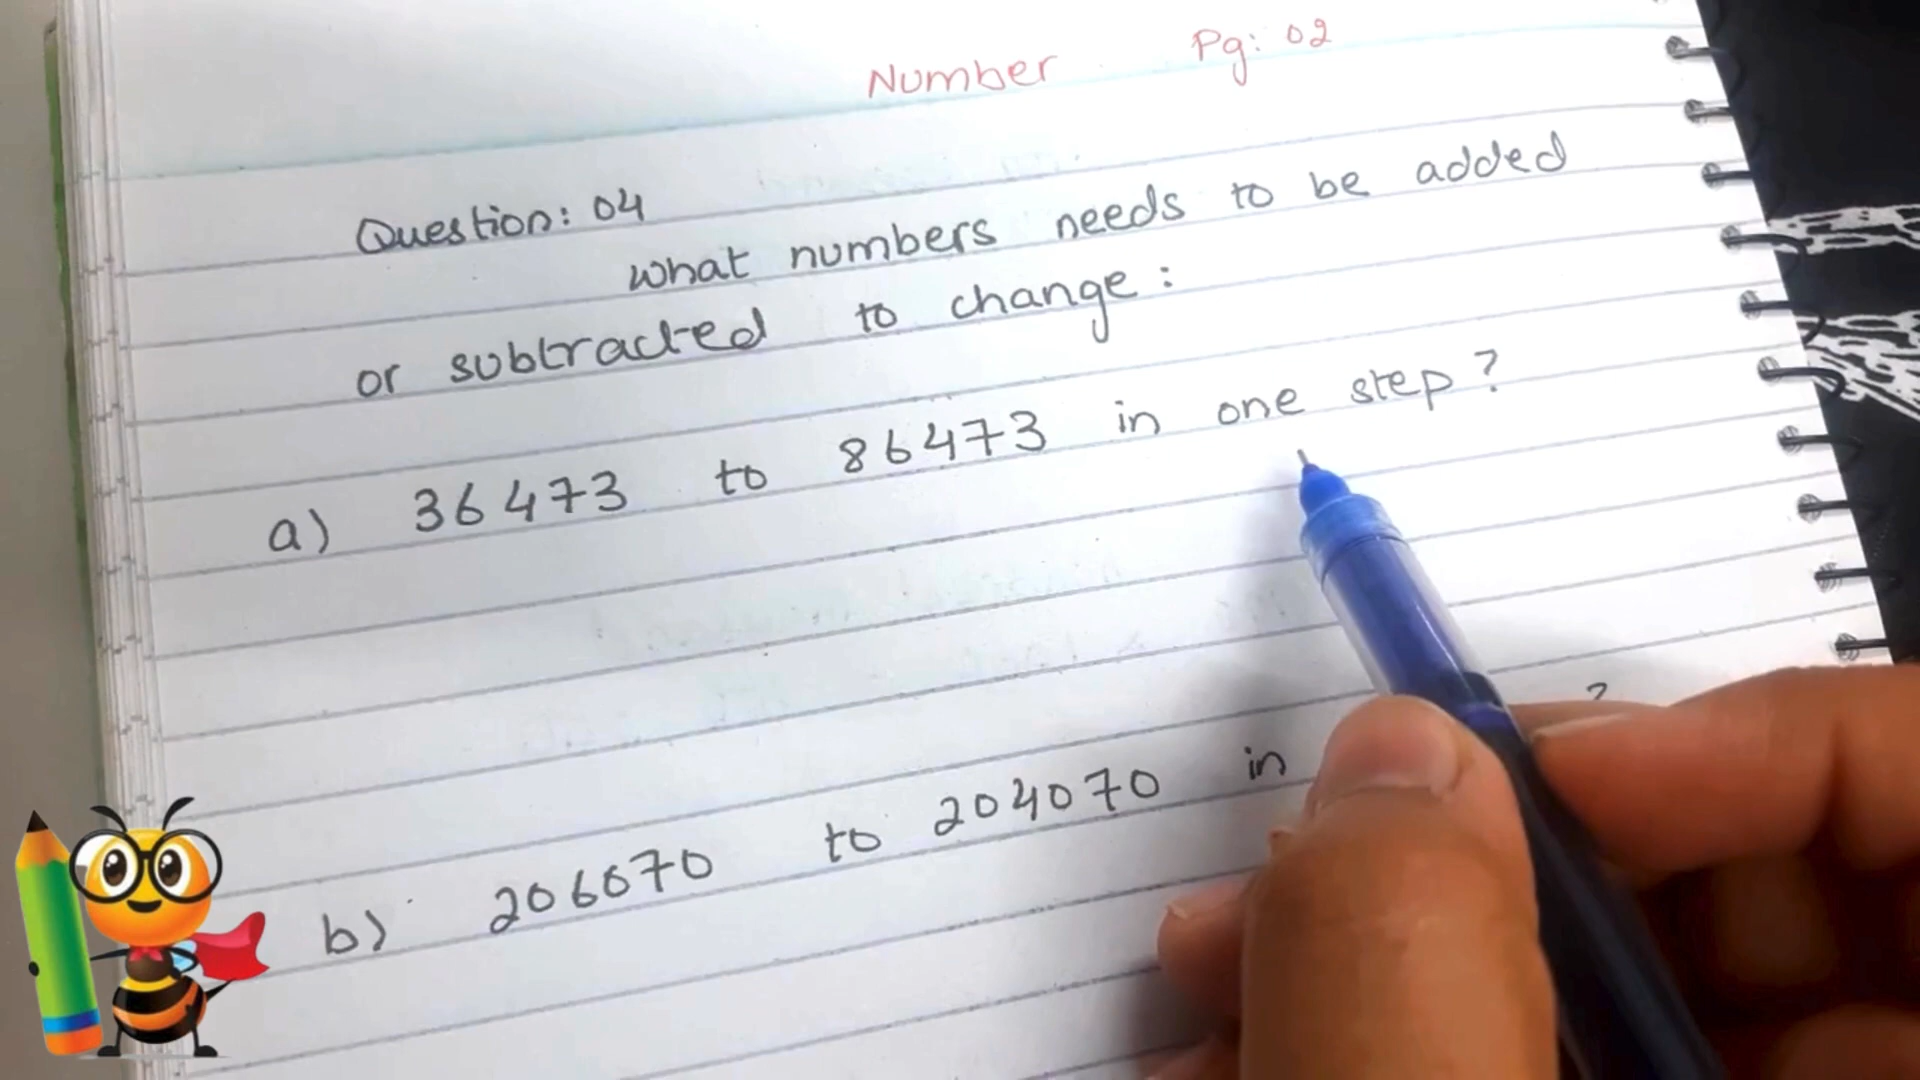 Number Pg: 02
Question: 04
What numbers needs to be added
or subtracted to change:
a) 36473 to 86473 in one step?
b) 206070 to 204070 in ?